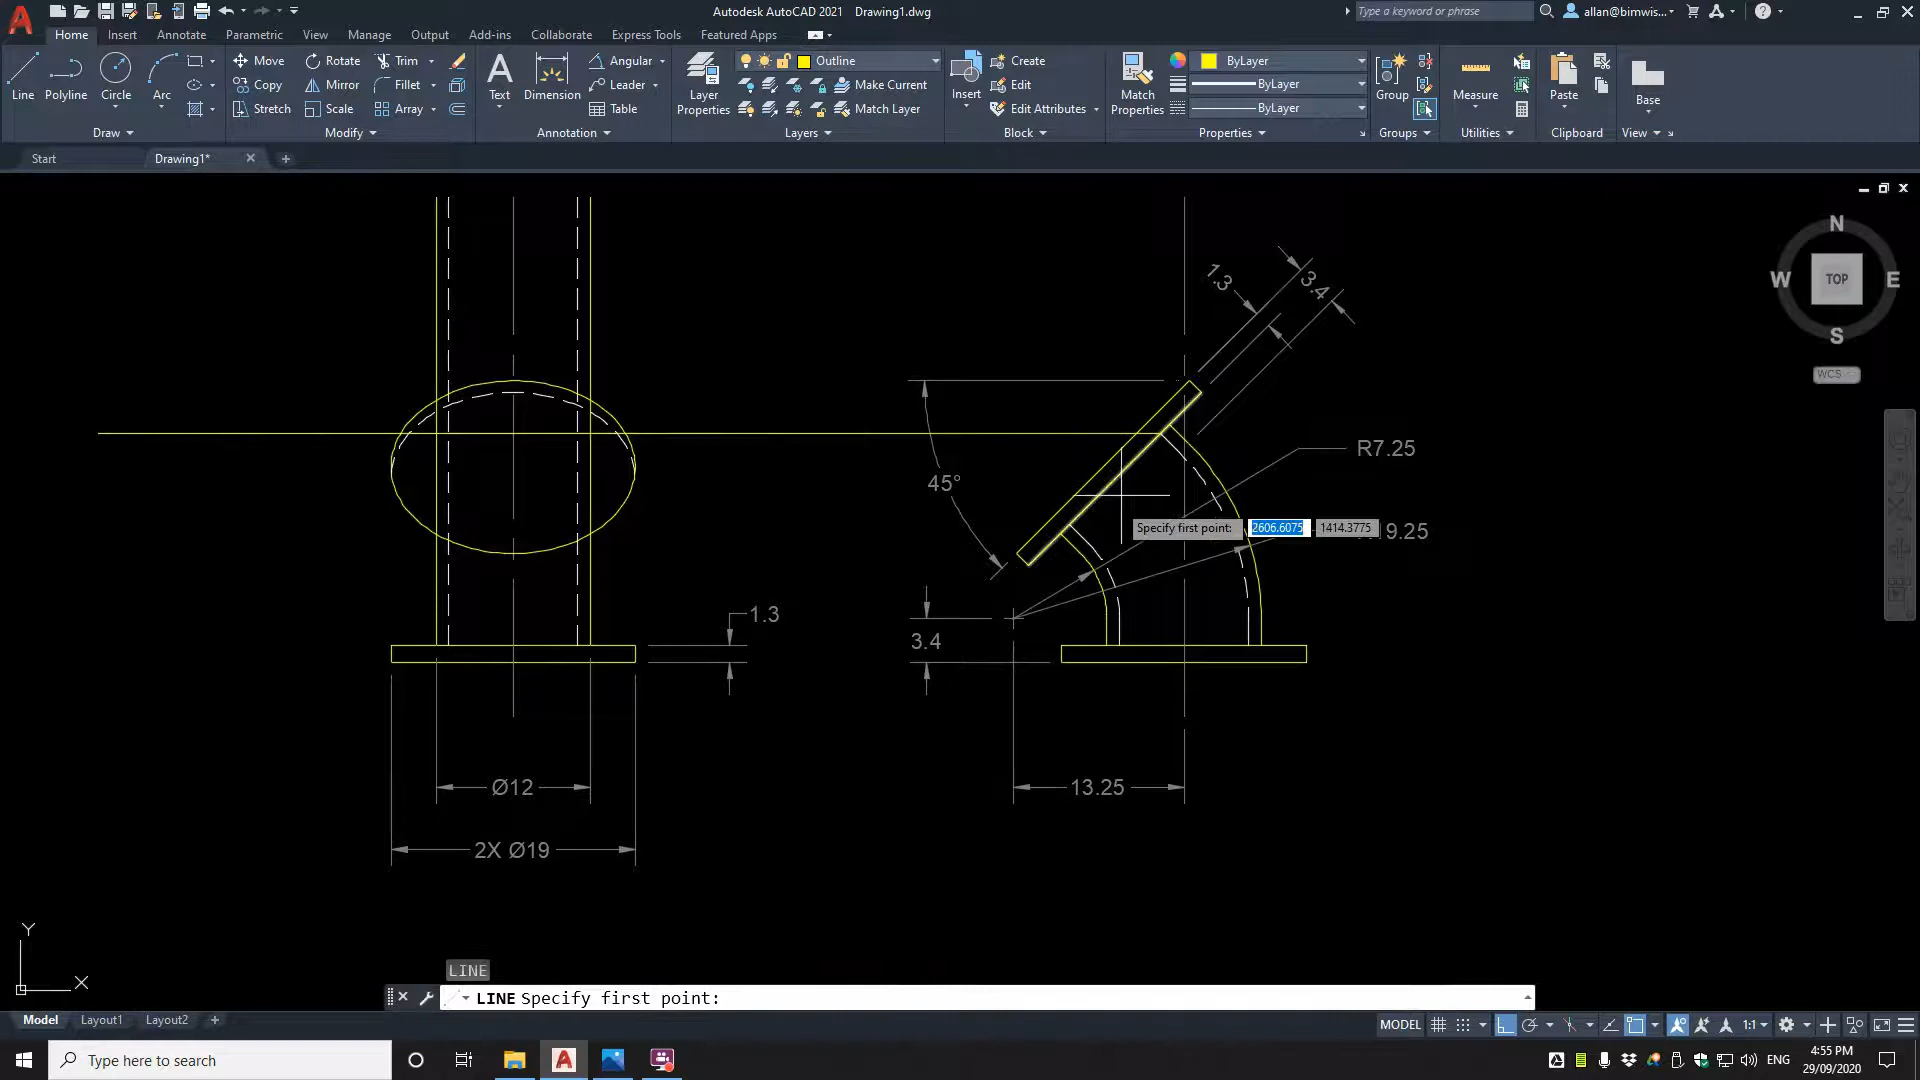 Autodesk AutoCAD 2021 Drawing1.dwg
Type a keyword or phrase
allan@bimwis...
Home Insert Annotate Parametric View Manage Output Add-ins Collaborate Express Tools Featured Apps
Line Polyline Circle Arc
Move Rotate Trim
Copy Mirror Fillet
Stretch Scale Array
Text Dimension
Angular
Leader
Table
Layer Properties
Outline
Make Current
Match Layer
Insert
Create
Edit
Edit Attributes
Match Properties
ByLayer
ByLayer
ByLayer
Group
Measure
Paste
Base
Draw Modify Annotation Layers Block Properties Groups Utilities Clipboard View
Start Drawing1*
N
W TOP E
S
WCS
1.3
3.4
45°
R7.25
Specify first point: 2606.6075 1414.3775
9.25
1.3
3.4
Ø12
13.25
2X Ø19
Y
X
LINE
LINE Specify first point:
Model Layout1 Layout2
MODEL
1:1
Type here to search
ENG
4:55 PM
29/09/2020